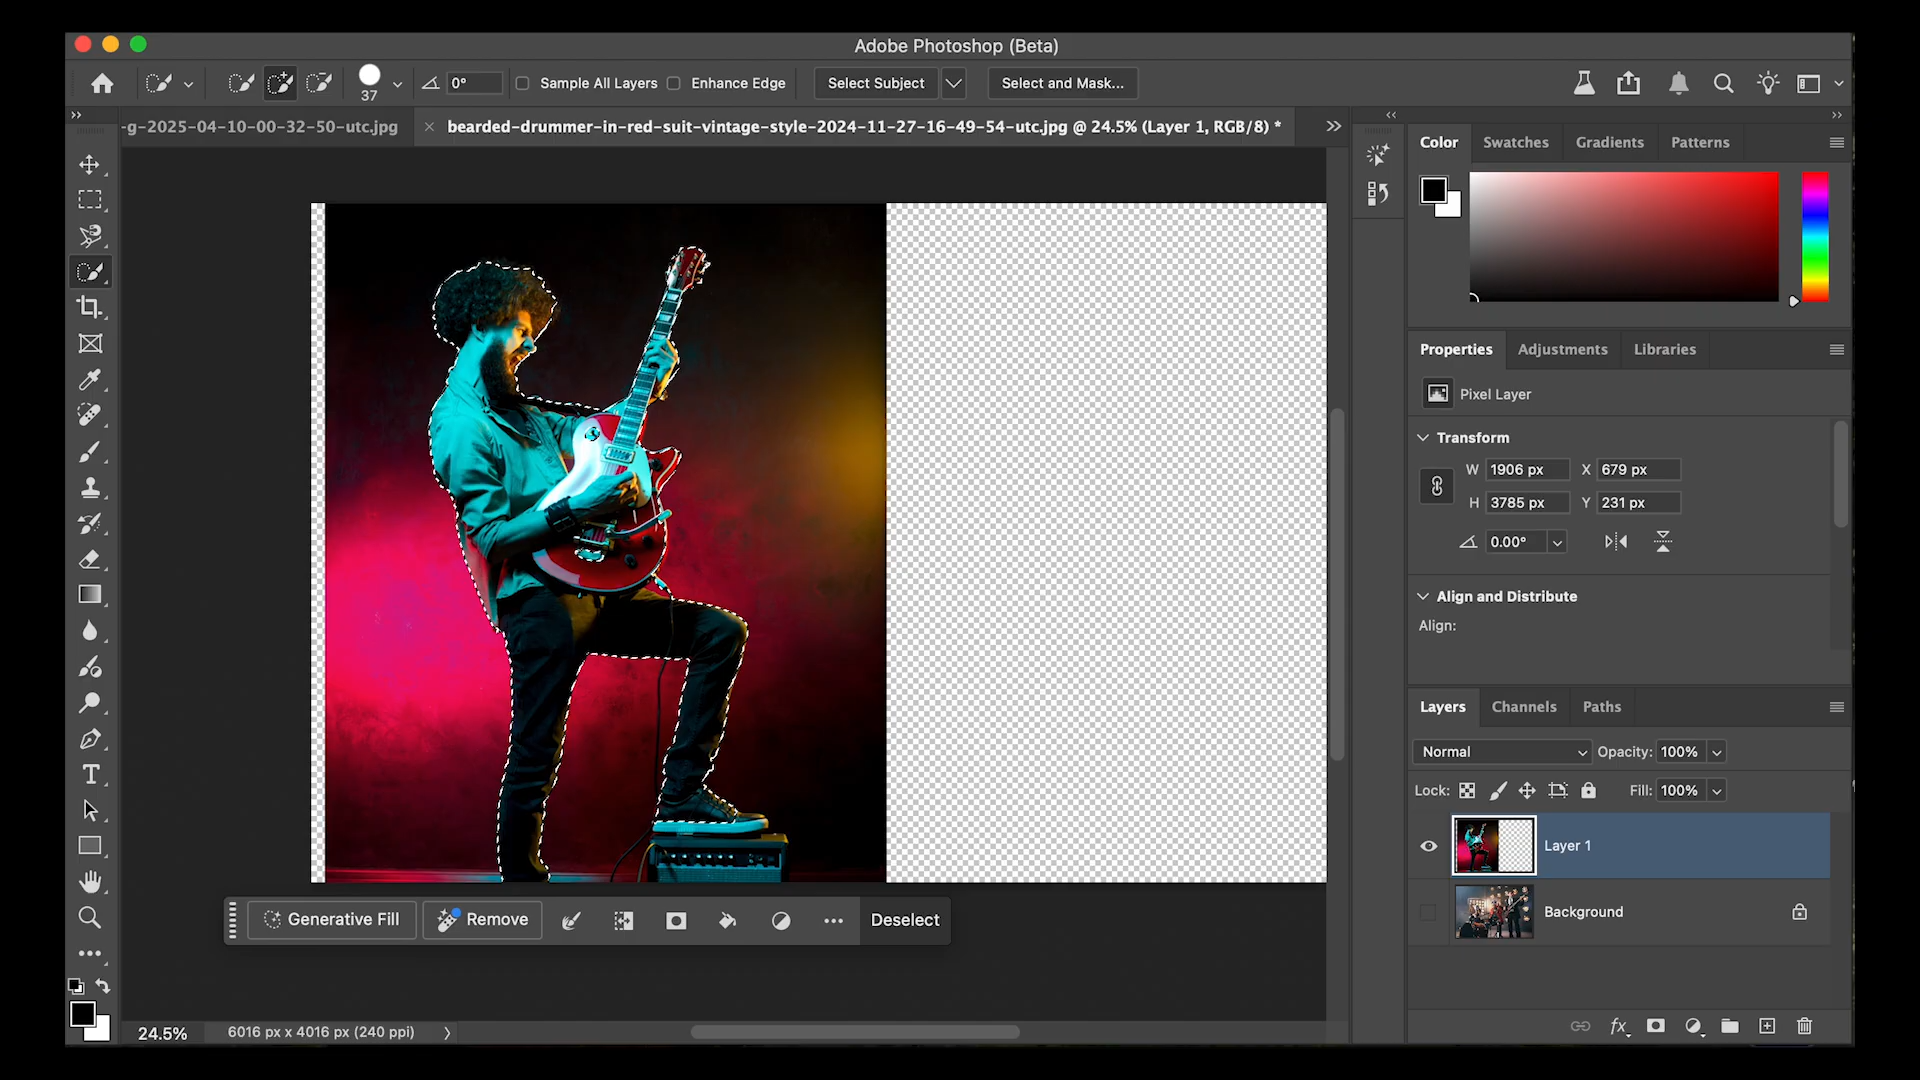 Adobe Photoshop (Beta)
37
0°
Sample All Layers
Enhance Edge
Select Subject
Select and Mask...
-g-2025-04-10-00-32-50-utc.jpg
bearded-drummer-in-red-suit-vintage-style-2024-11-27-16-49-54-utc.jpg @ 24.5% (Layer 1, RGB/8) *
Color
Swatches
Gradients
Patterns
Properties
Adjustments
Libraries
Pixel Layer
Transform
W 1906 px X 679 px
H 3785 px Y 231 px
0.00°
Align and Distribute
Align:
Layers
Channels
Paths
Normal
Opacity: 100%
Lock:
Fill: 100%
Layer 1
Background
fx
Generative Fill
Remove
Deselect
24.5%
6016 px x 4016 px (240 ppi)